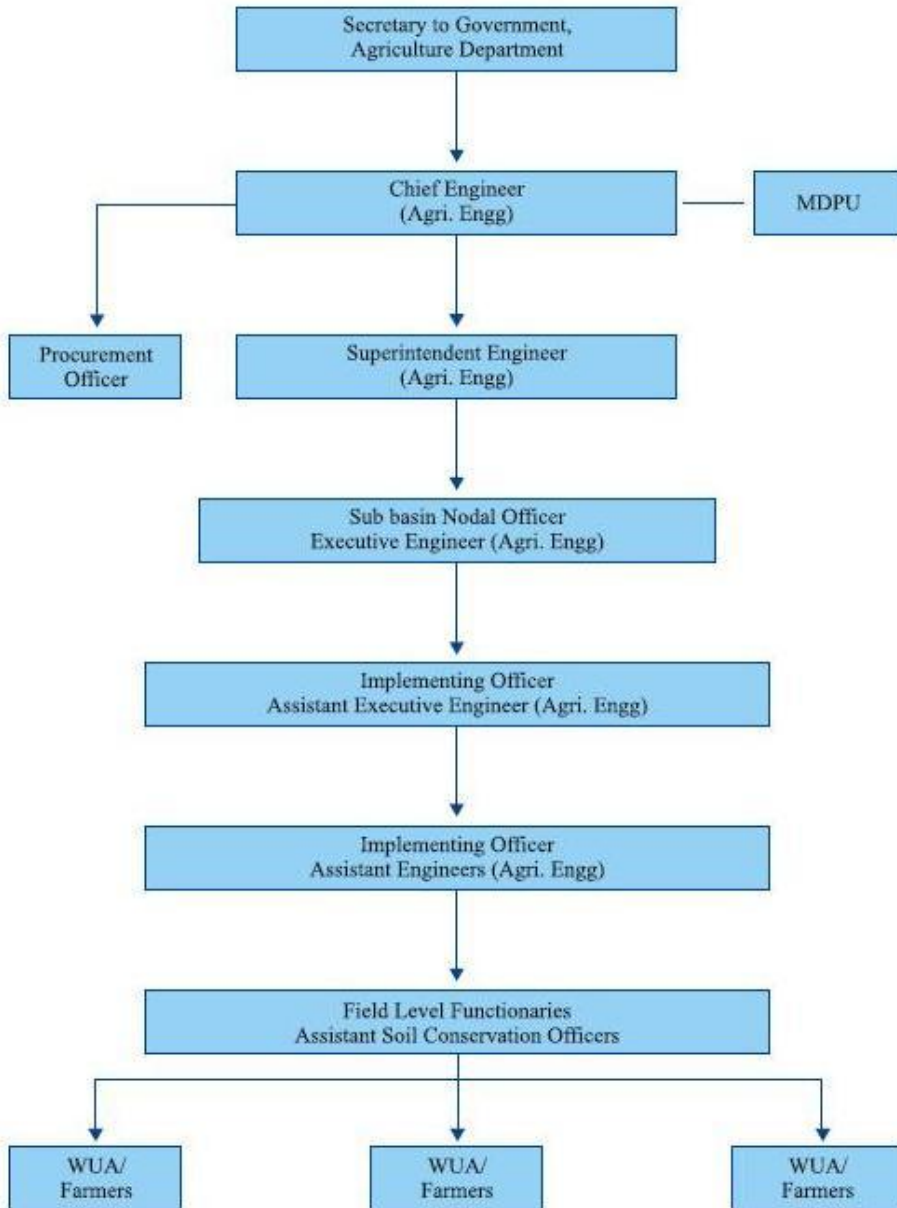 Secretary to Government,
Agriculture Department
Chief Engineer
(Agri. Engg)
MDPU
Procurement
Officer
Superintendent Engineer
(Agri. Engg)
Sub basin Nodal Officer
Executive Engineer (Agri. Engg)
Implementing Officer
Assistant Executive Engineer (Agri. Engg)
Implementing Officer
Assistant Engineers (Agri. Engg)
Field Level Functionaries
Assistant Soil Conservation Officers
WUA/
Farmers
WUA/
Farmers
WUA/
Farmers